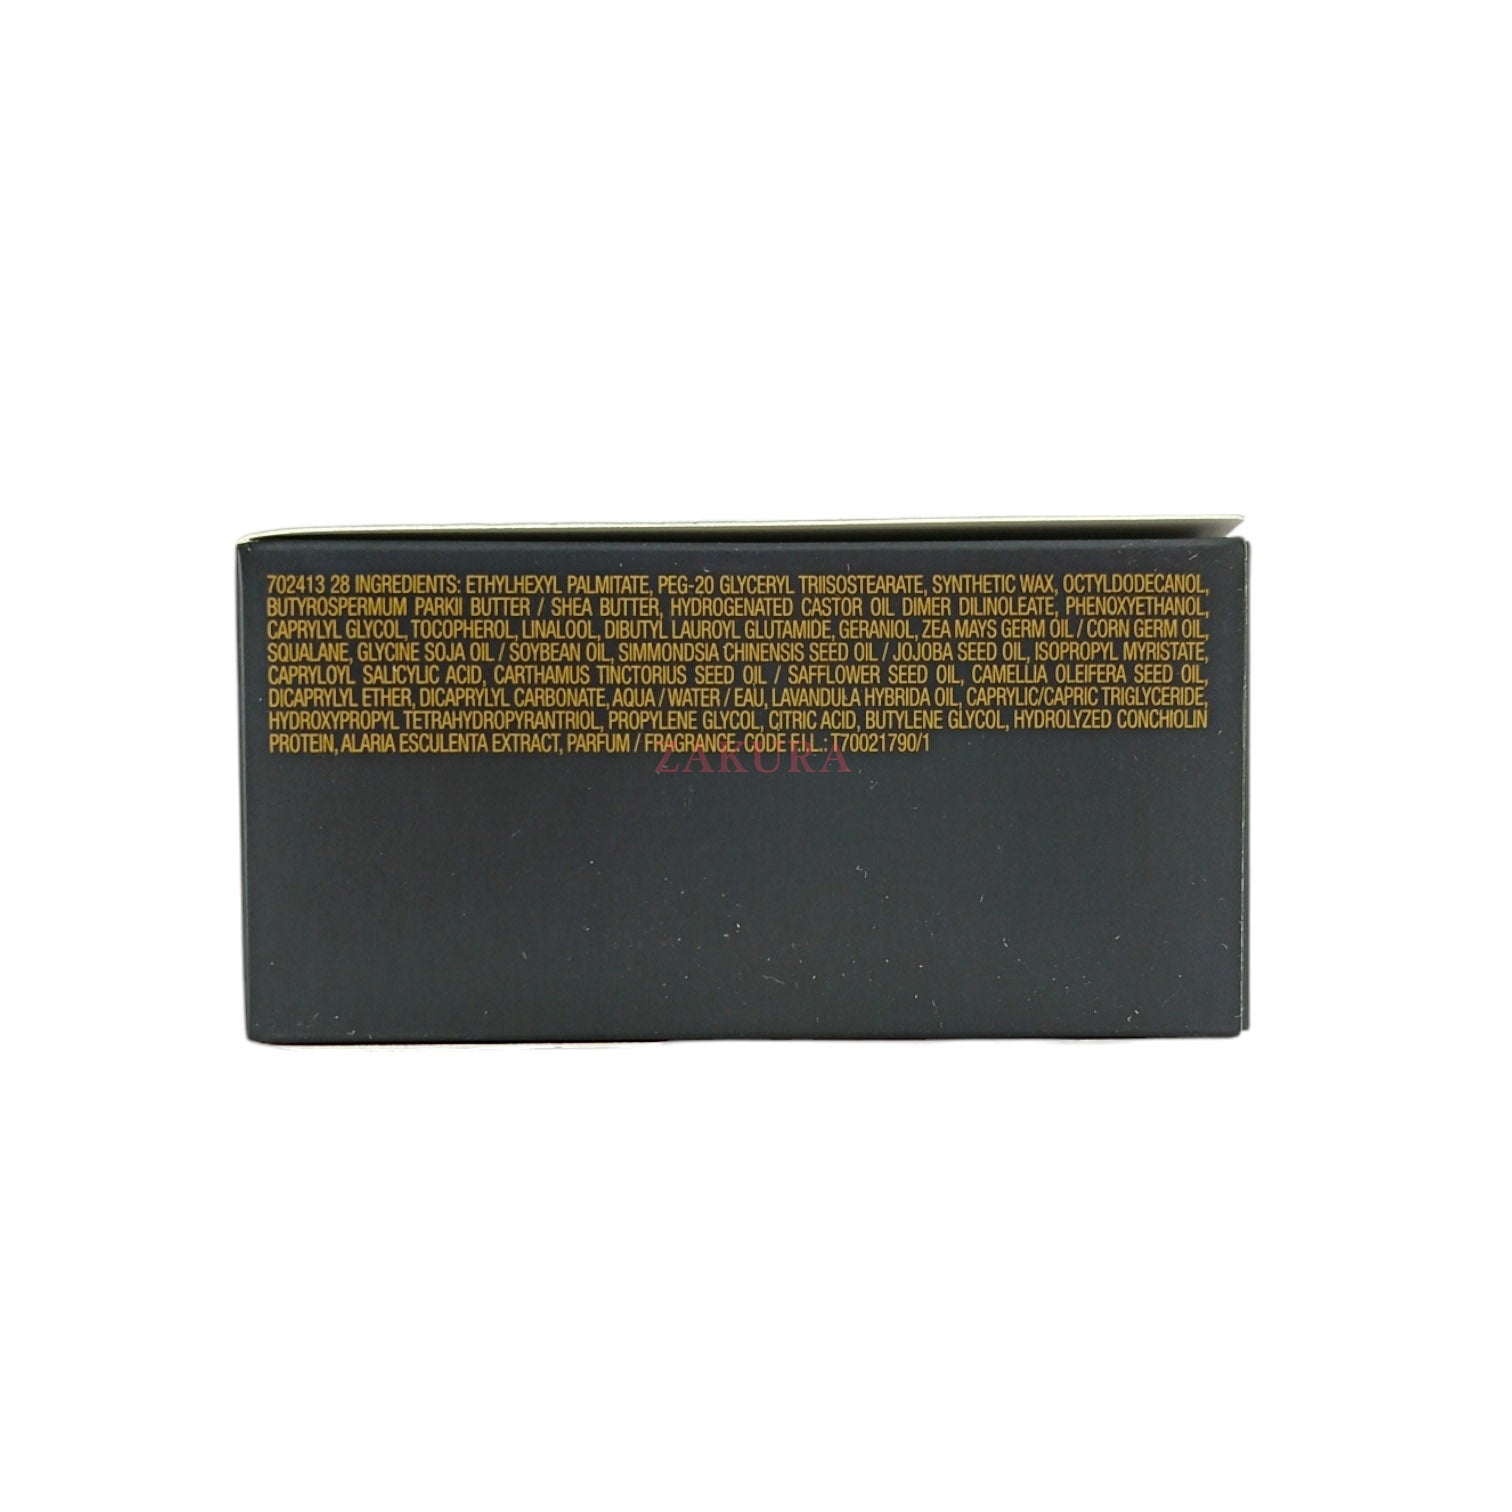 702413 28 INGREDIENTS: ETHYLHEXYL PALMITATE, PEG-20 GLYCERYL TRIISOSTEARATE, SYNTHETIC WAX, OCTYLDODECANOL,
BUTYROSPERMUM PARKII BUTTER / SHEA BUTTER, HYDROGENATED CASTOR OIL DIMER DILINOLEATE, PHENOXYETHANOL,
CAPRYLYL GLYCOL, TOCOPHEROL, LINALOOL, DIBUTYL LAUROYL GLUTAMIDE, GERANIOL, ZEA MAYS GERM OIL / CORN GERM OIL,
SQUALANE, GLYCINE SOJA OIL / SOYBEAN OIL, SIMMONDSIA CHINENSIS SEED OIL / JOJOBA SEED OIL, ISOPROPYL MYRISTATE,
CAPRYLOYL SALICYLIC ACID, CARTHAMUS TINCTORIUS SEED OIL / SAFFLOWER SEED OIL, CAMELLIA OLEIFERA SEED OIL,
DICAPRYLYL ETHER, DICAPRYLYL CARBONATE, AQUA / WATER / EAU, LAVANDULA HYBRIDA OIL, CAPRYLIC/CAPRIC TRIGLYCERIDE,
HYDROXYPROPYL TETRAHYDROPYRANTRIOL, PROPYLENE GLYCOL, CITRIC ACID, BUTYLENE GLYCOL, HYDROLYZED CONCHIOLIN
PROTEIN, ALARIA ESCULENTA EXTRACT, PARFUM / FRAGRANCE. CODE F.I.L.: T70021790/1
ZAKURA